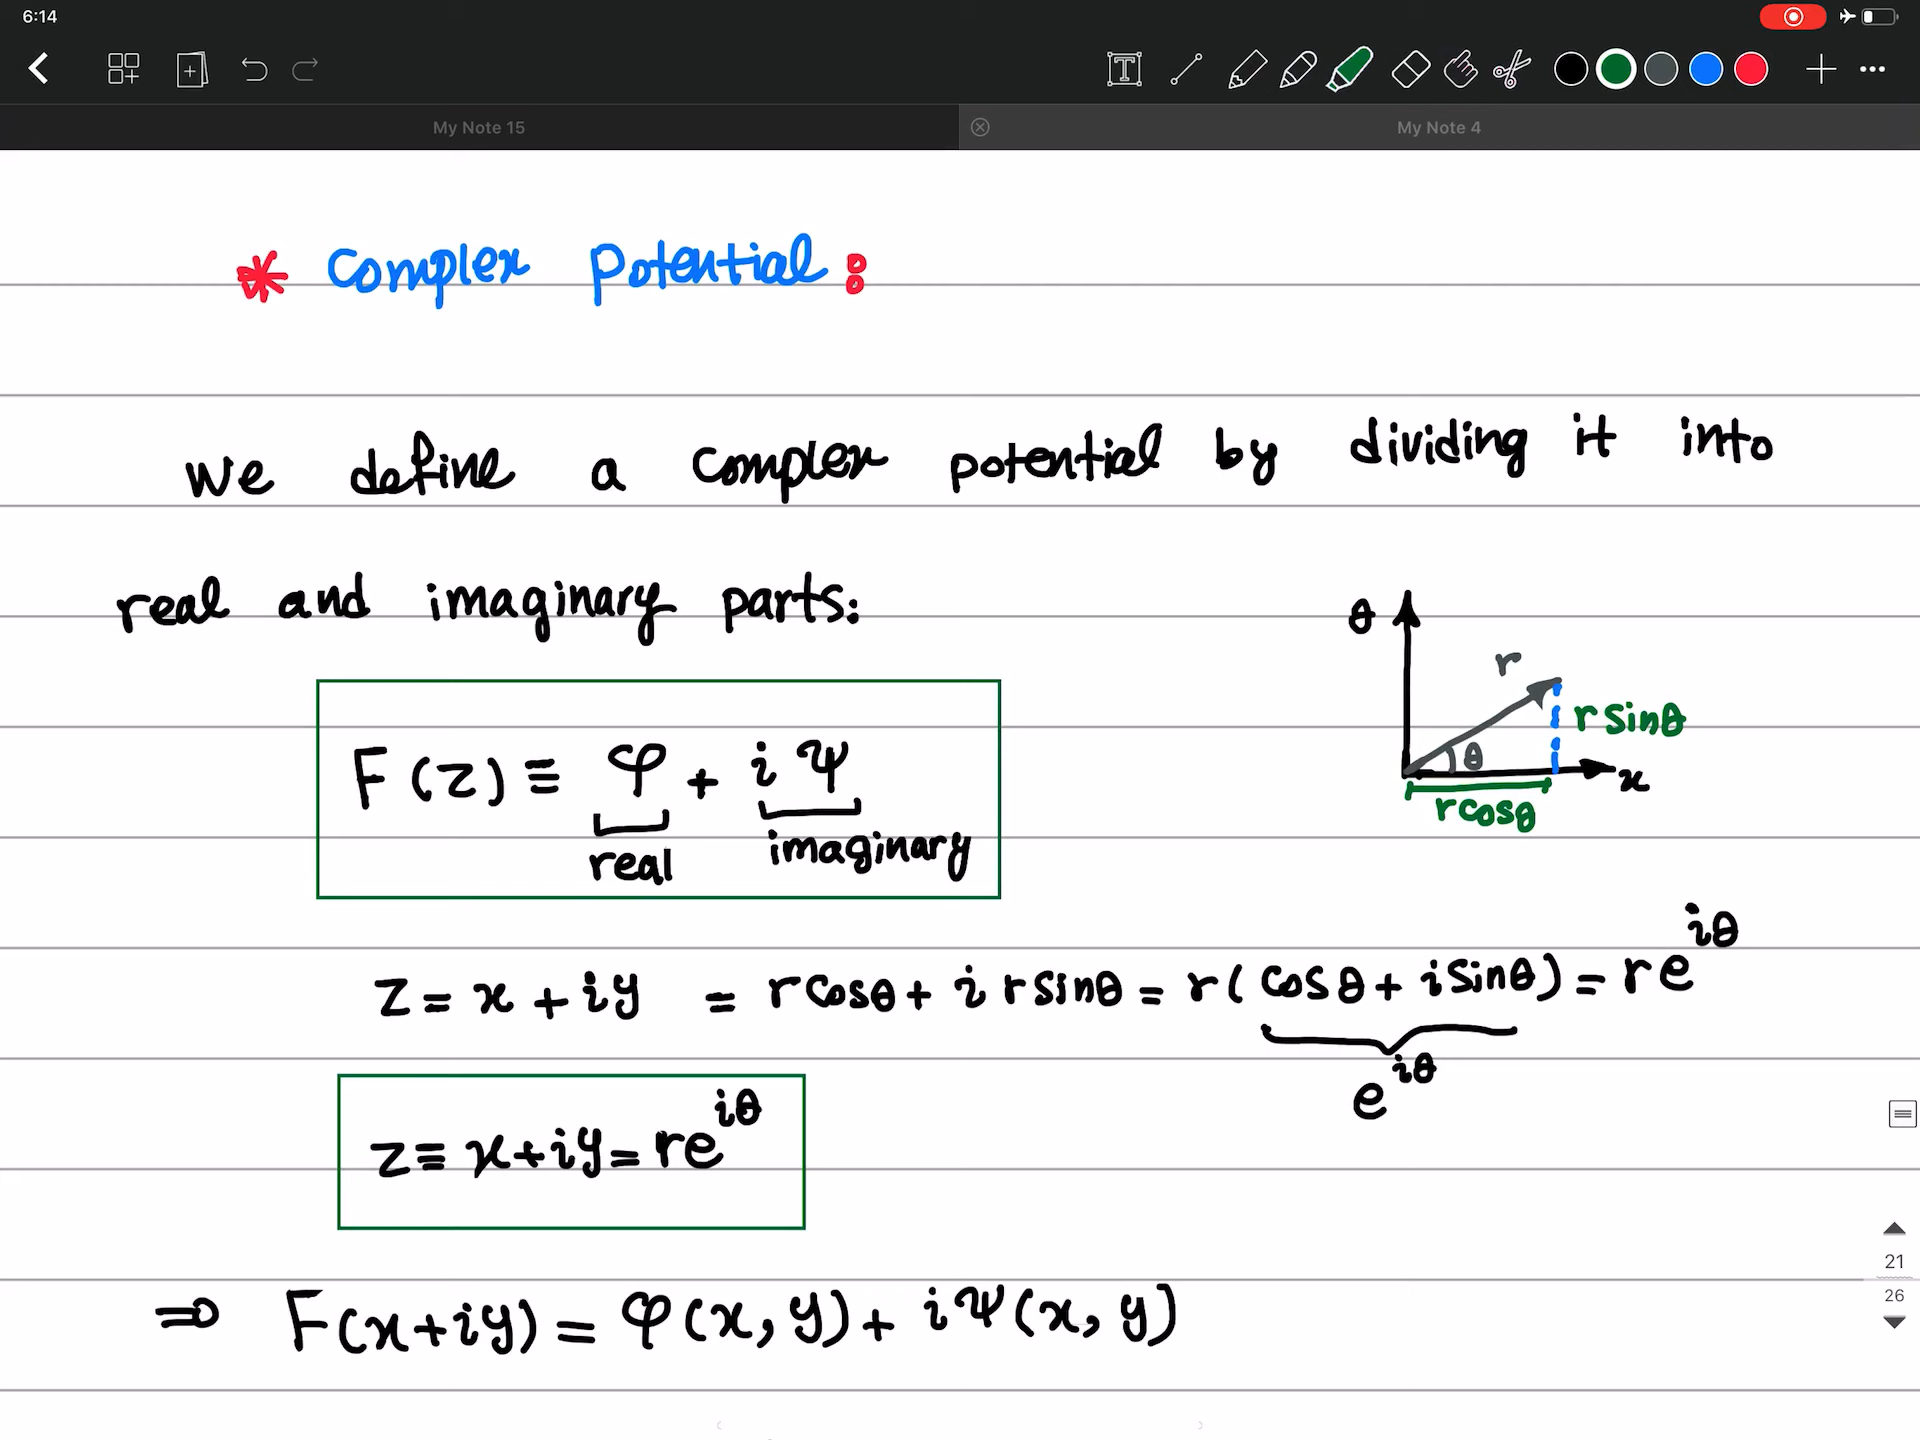 6:14
My Note 15
My Note 4
* Complex Potential:
We define a complex potential by dividing it into
real and imaginary parts:
θ
r
r sinθ
θ
x
r cosθ
F(z) ≡ φ + iψ
real imaginary
z = x + iy = r cosθ + i r sinθ = r(cosθ + i sinθ) = re^{iθ}
e^{iθ}
z ≡ x+iy = re^{iθ}
21
26
⇒ F(x+iy) = φ(x, y) + iψ(x, y)